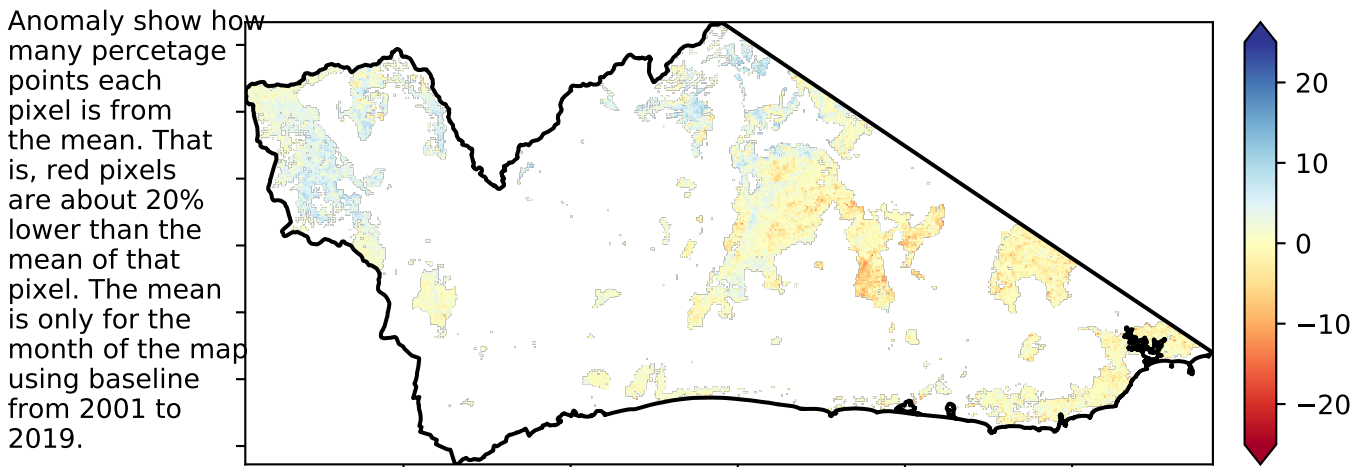 Anomaly show how
many percetage
points each
pixel is from
the mean. That
is, red pixels
are about 20%
lower than the
mean of that
pixel. The mean
is only for the
month of the map
using baseline
from 2001 to
2019.
20
10
0
−10
−20